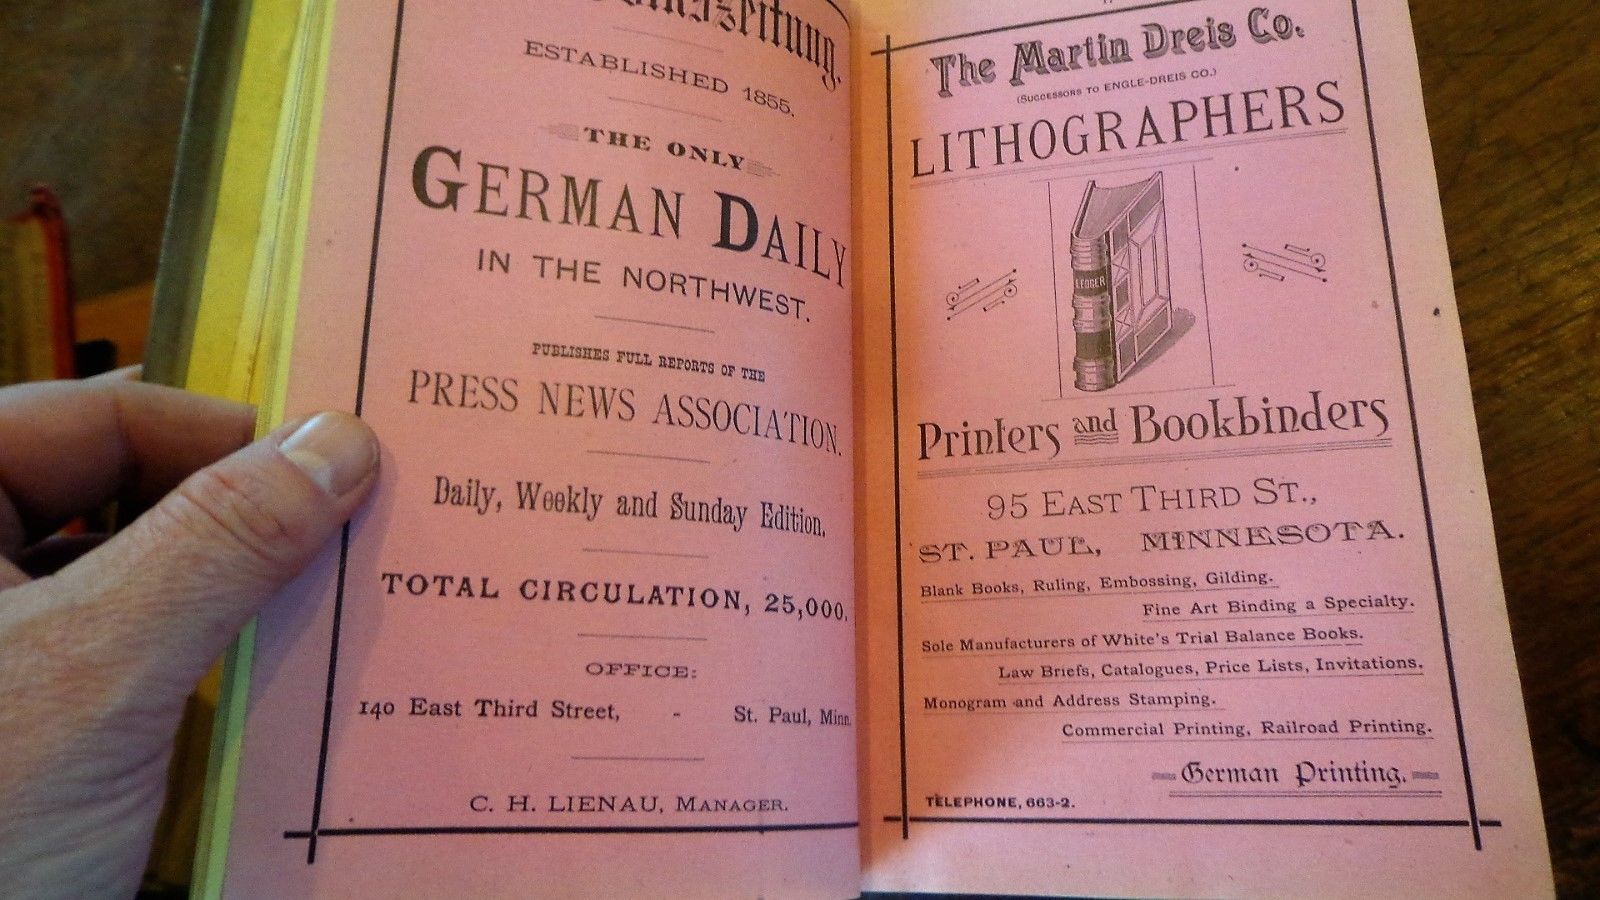 ESTABLISHED 1855.
THE ONLY
GERMAN DAILY
IN THE NORTHWEST.
PUBLISHES FULL REPORTS OF THE
PRESS NEWS ASSOCIATION.
Daily, Weekly and Sunday Edition.
TOTAL CIRCULATION, 25,000.
OFFICE:
140 East Third Street, - St. Paul, Minn.
C. H. LIENAU, MANAGER.
The Martin Dreis Co.
(SUCCESSORS TO ENGLE-DREIS CO.)
LITHOGRAPHERS
LEDGER
Printers and Bookbinders
95 EAST THIRD ST.,
ST. PAUL, MINNESOTA.
Blank Books, Ruling, Embossing, Gilding.
Fine Art Binding a Specialty.
Sole Manufacturers of White's Trial Balance Books.
Law Briefs, Catalogues, Price Lists, Invitations.
Monogram and Address Stamping.
Commercial Printing, Railroad Printing.
German Printing.
TELEPHONE, 663-2.